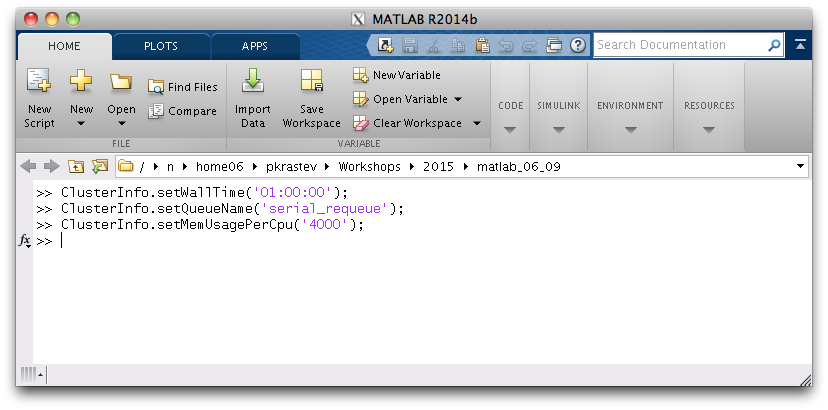 X MATLAB R2014b
HOME PLOTS APPS
Search Documentation
New Script
New
Open
Find Files
Compare
FILE
Import Data
Save Workspace
New Variable
Open Variable
Clear Workspace
VARIABLE
CODE
SIMULINK
ENVIRONMENT
RESOURCES
/ n home06 pkrastev Workshops 2015 matlab_06_09
>> ClusterInfo.setWallTime('01:00:00');
>> ClusterInfo.setQueueName('serial_requeue');
>> ClusterInfo.setMemUsagePerCpu('4000');
fx >>